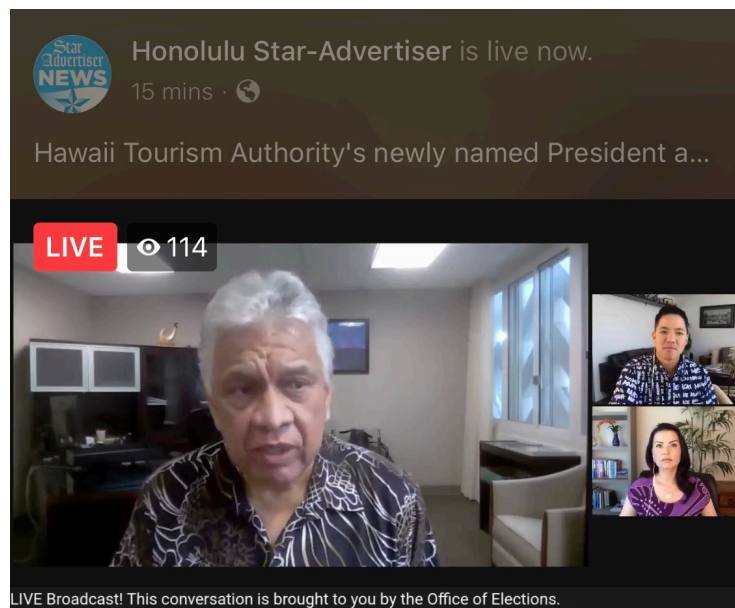 Star
Advertiser
NEWS
Honolulu Star-Advertiser is live now.
15 mins ·
Hawaii Tourism Authority's newly named President a...
LIVE 114
LIVE Broadcast! This conversation is brought to you by the Office of Elections.